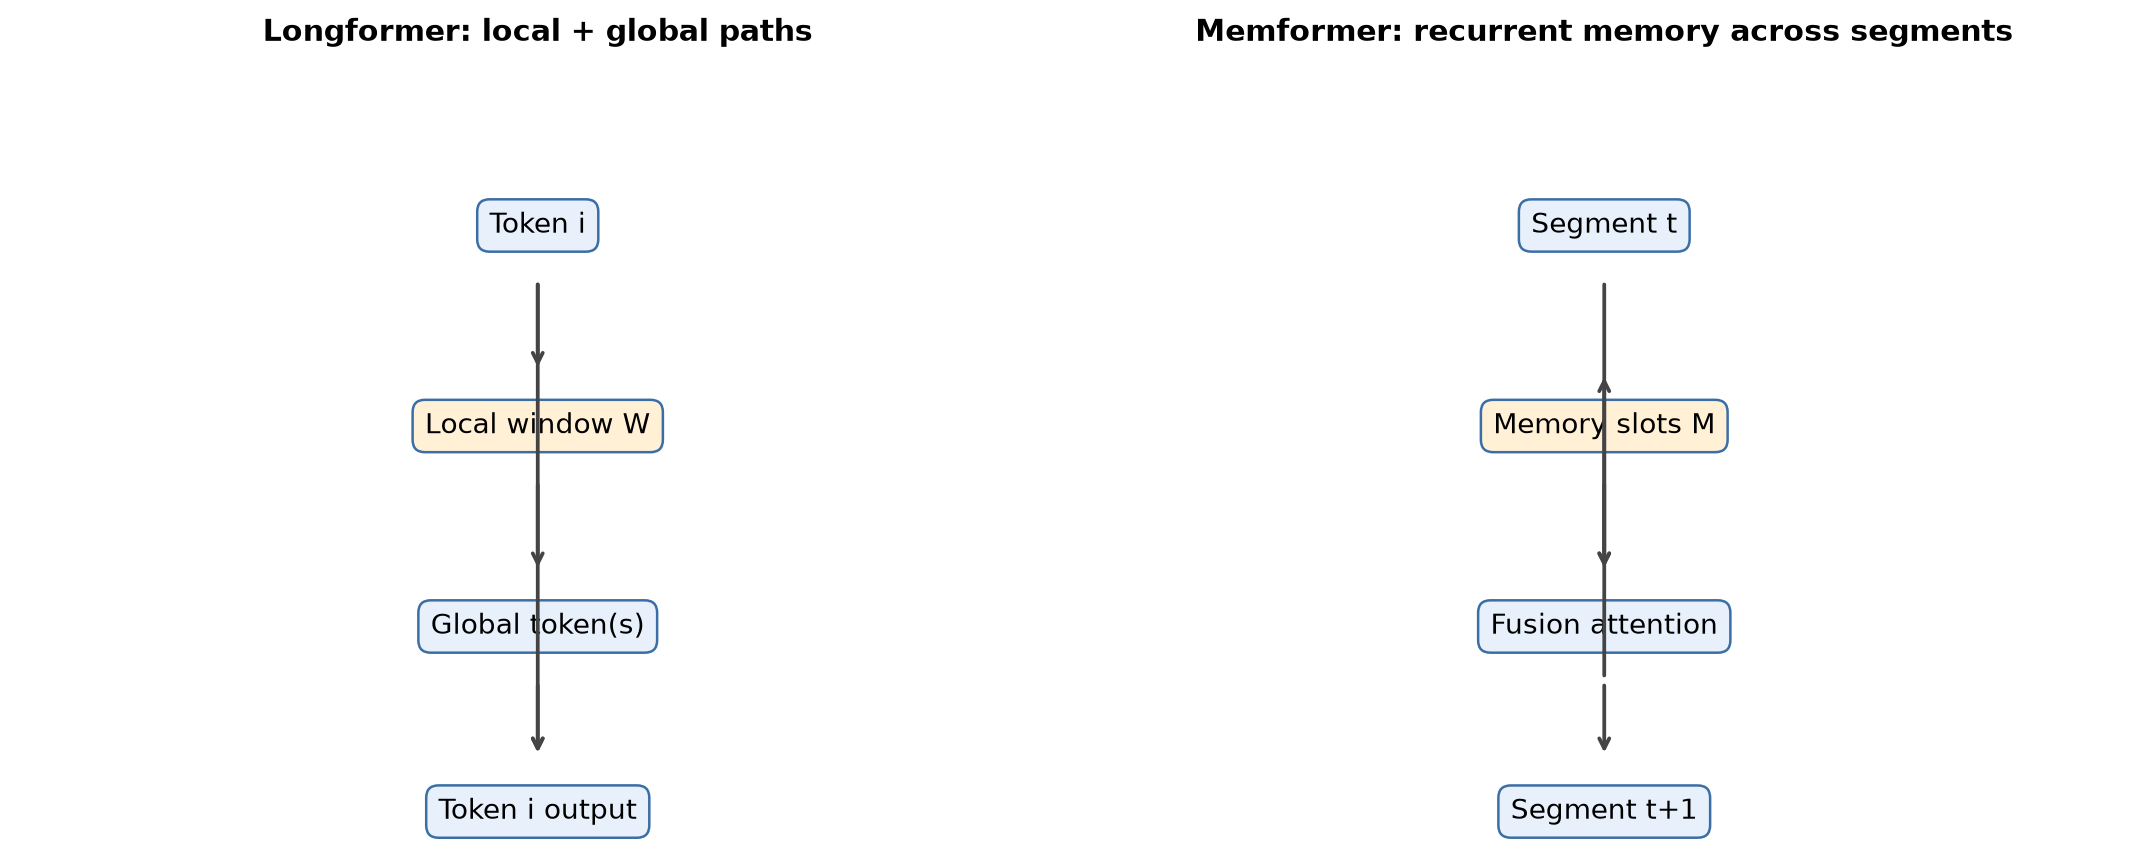 Longformer: local + global paths
Token i
Local window W
Global token(s)
Token i output
Memformer: recurrent memory across segments
Segment t
Memory slots M
Fusion attention
Segment t+1